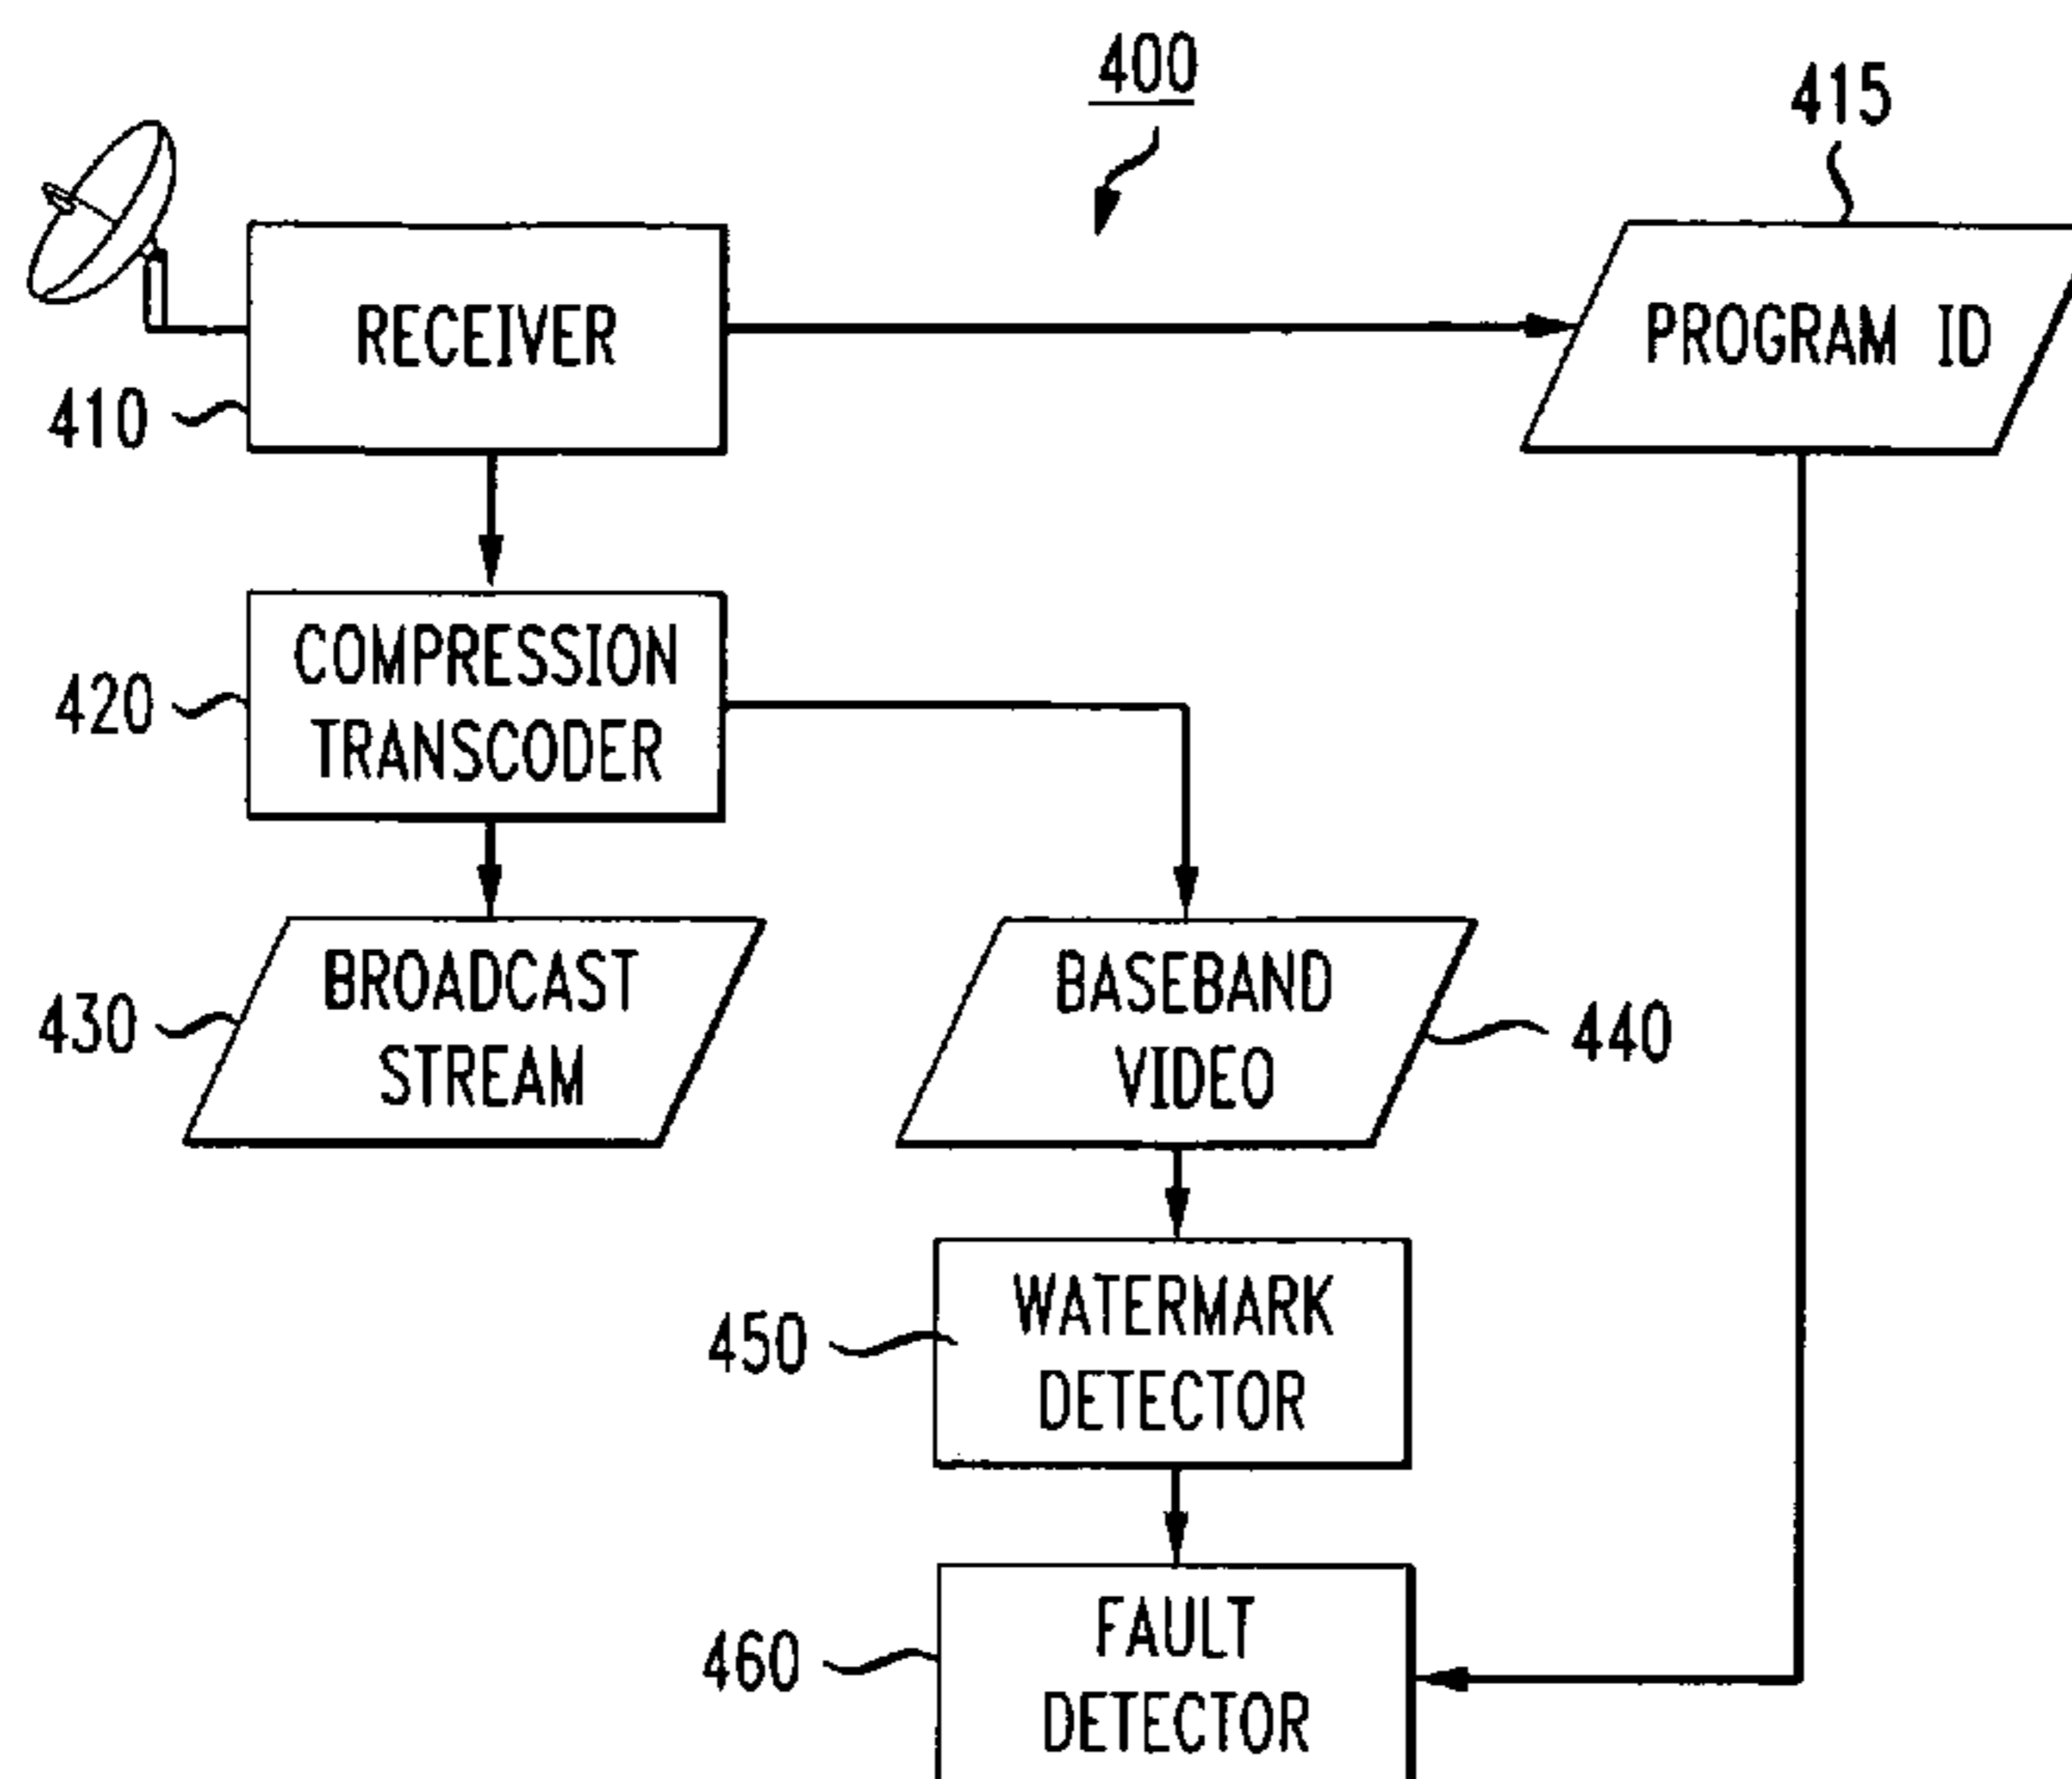 400
415
RECEIVER
PROGRAM ID
410
COMPRESSION
TRANSCODER
420
BROADCAST
STREAM
430
BASEBAND
VIDEO
440
WATERMARK
DETECTOR
450
FAULT
DETECTOR
460